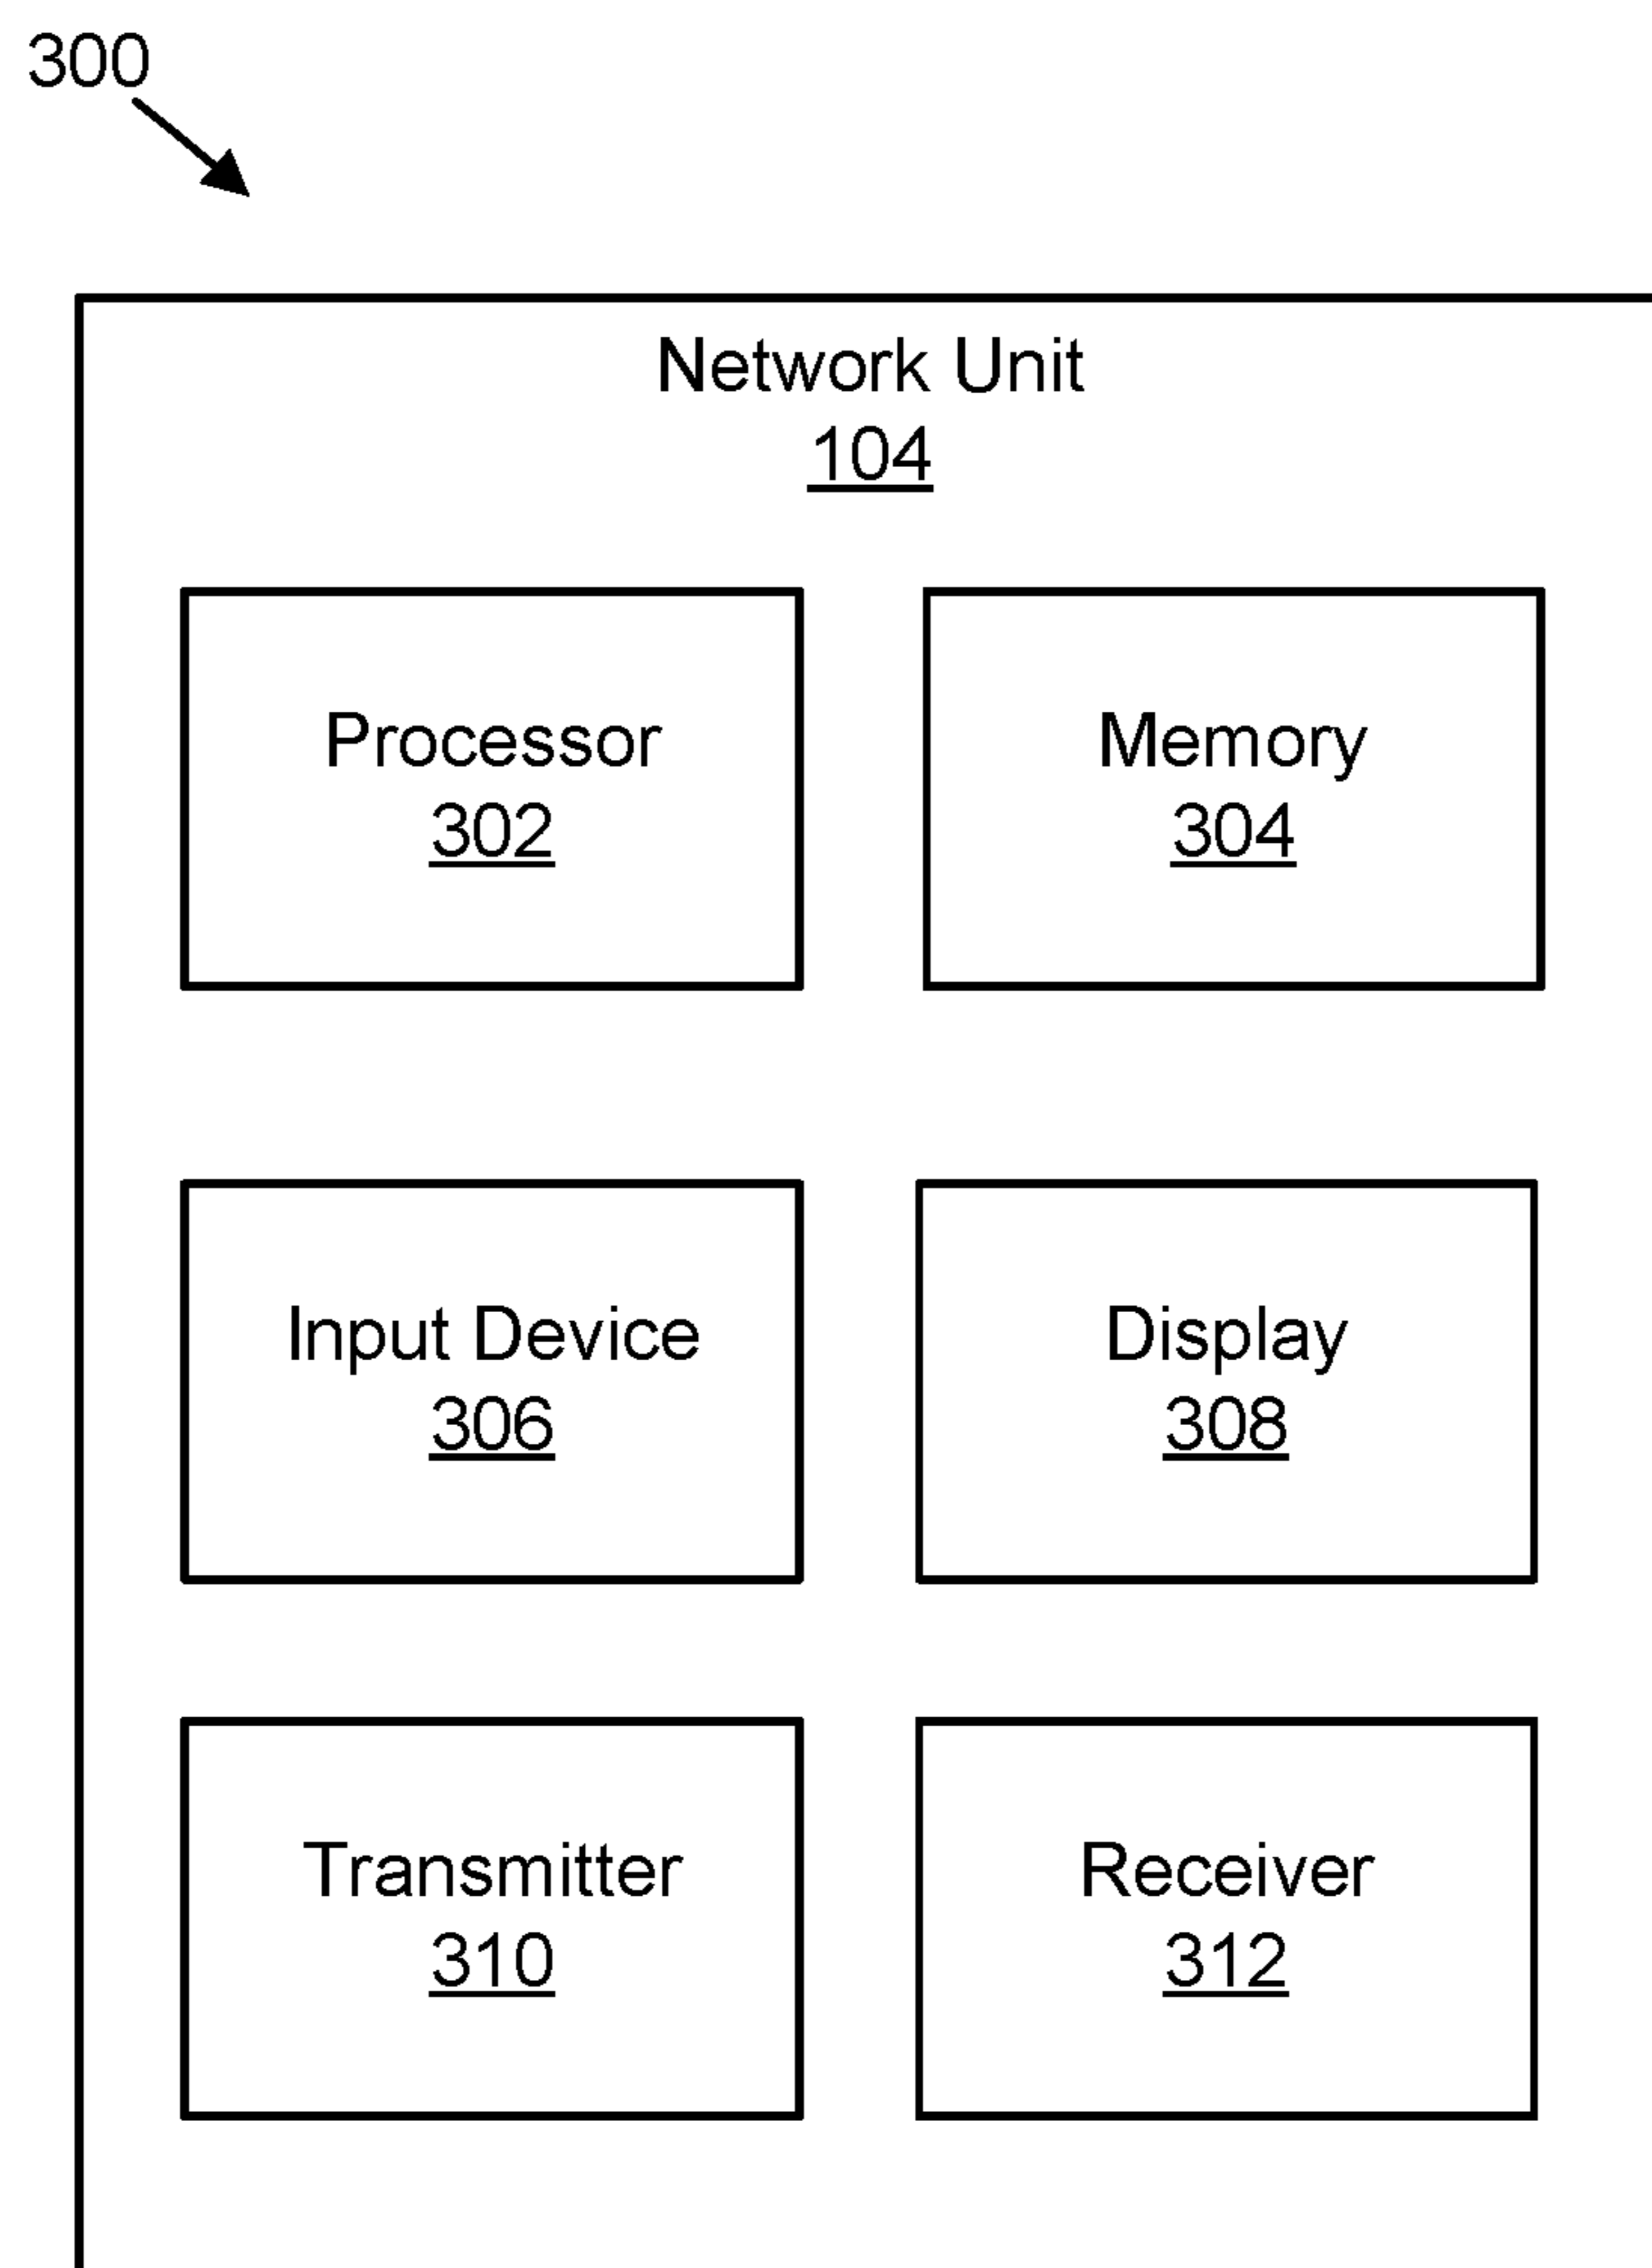 300
Network Unit
104
Processor
302
Memory
304
Input Device
306
Display
308
Transmitter
310
Receiver
312